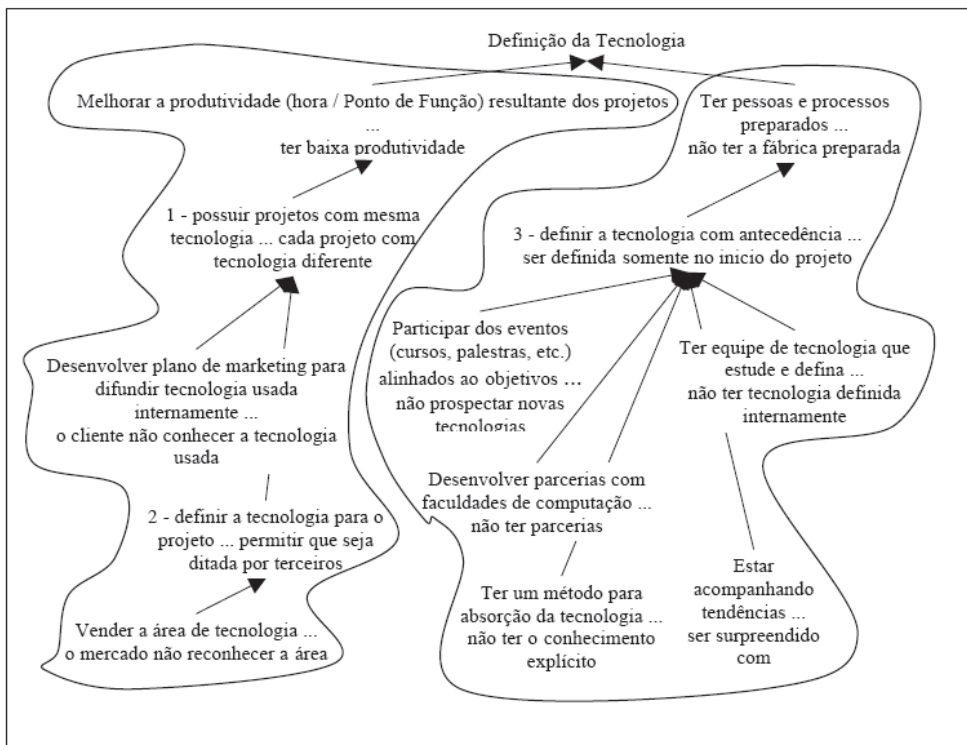 Definição da Tecnologia
Melhorar a produtividade (hora / Ponto de Função) resultante dos projetos
...
ter baixa produtividade
1 - possuir projetos com mesma
tecnologia ... cada projeto com
tecnologia diferente
Desenvolver plano de marketing para
difundir tecnologia usada
internamente ...
o cliente não conhecer a tecnologia
usada
2 - definir a tecnologia para o
projeto ... permitir que seja
ditada por terceiros
Vender a área de tecnologia ...
o mercado não reconhecer a área
Ter pessoas e processos
preparados ...
não ter a fábrica preparada
3 - definir a tecnologia com antecedência ...
ser definida somente no inicio do projeto
Participar dos eventos
(cursos, palestras, etc.)
alinhados ao objetivos ...
não prospectar novas
tecnologias
Ter equipe de tecnologia que
estude e defina ...
não ter tecnologia definida
internamente
Desenvolver parcerias com
faculdades de computação ...
não ter parcerias
Ter um método para
absorção da tecnologia ...
não ter o conhecimento
explícito
Estar
acompanhando
tendências ...
ser surpreendido
com